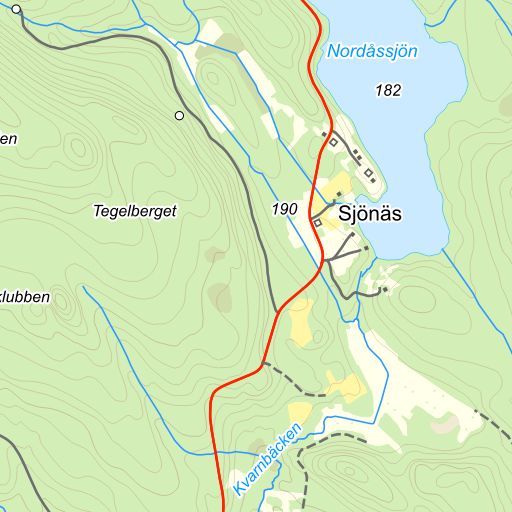 Nordåssjön
182
en
Tegelberget
190
Sjönäs
klubben
Kvarnbäcken